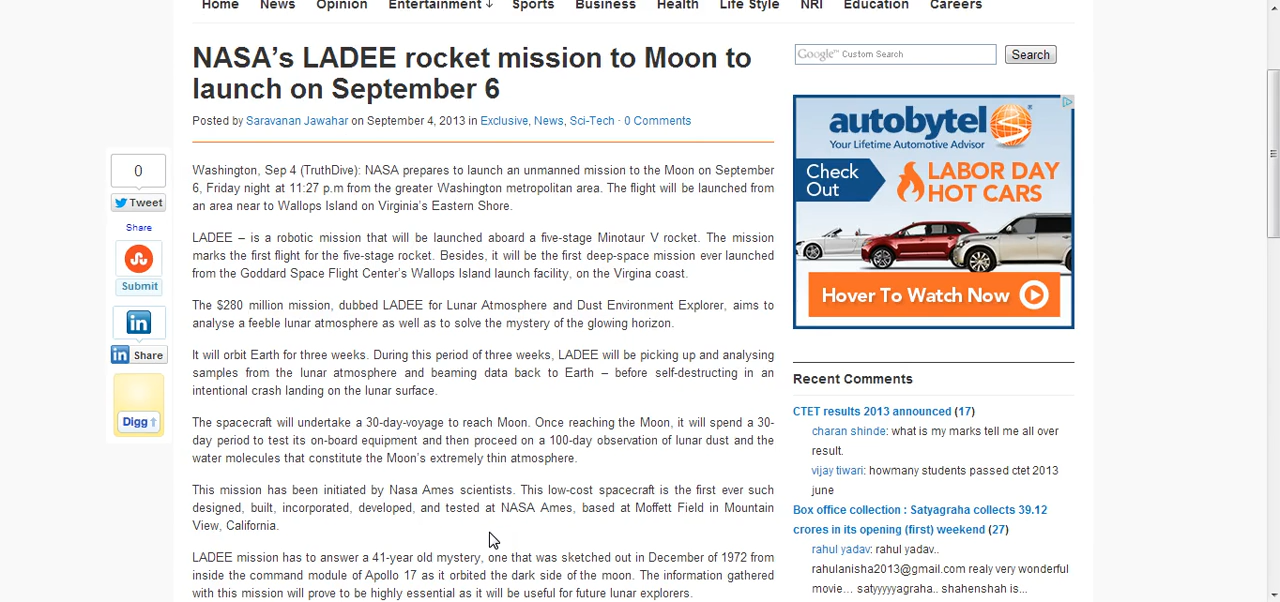 Home News Opinion Entertainment ↓ Sports Business Health Life Style NRI Education Careers
NASA's LADEE rocket mission to Moon to
launch on September 6
Posted by Saravanan Jawahar on September 4, 2013 in Exclusive, News, Sci-Tech · 0 Comments
0
Tweet
Share
Submit
in
in Share
Digg
Washington, Sep 4 (TruthDive): NASA prepares to launch an unmanned mission to the Moon on September
6, Friday night at 11:27 p.m from the greater Washington metropolitan area. The flight will be launched from
an area near to Wallops Island on Virginia's Eastern Shore.
LADEE – is a robotic mission that will be launched aboard a five-stage Minotaur V rocket. The mission
marks the first flight for the five-stage rocket. Besides, it will be the first deep-space mission ever launched
from the Goddard Space Flight Center's Wallops Island launch facility, on the Virgina coast.
The $280 million mission, dubbed LADEE for Lunar Atmosphere and Dust Environment Explorer, aims to
analyse a feeble lunar atmosphere as well as to solve the mystery of the glowing horizon.
It will orbit Earth for three weeks. During this period of three weeks, LADEE will be picking up and analysing
samples from the lunar atmosphere and beaming data back to Earth – before self-destructing in an
intentional crash landing on the lunar surface.
The spacecraft will undertake a 30-day-voyage to reach Moon. Once reaching the Moon, it will spend a 30-
day period to test its on-board equipment and then proceed on a 100-day observation of lunar dust and the
water molecules that constitute the Moon's extremely thin atmosphere.
This mission has been initiated by Nasa Ames scientists. This low-cost spacecraft is the first ever such
designed, built, incorporated, developed, and tested at NASA Ames, based at Moffett Field in Mountain
View, California.
LADEE mission has to answer a 41-year old mystery, one that was sketched out in December of 1972 from
inside the command module of Apollo 17 as it orbited the dark side of the moon. The information gathered
with this mission will prove to be highly essential as it will be useful for future lunar explorers.
Google™ Custom Search
Search
autobytel®
Your Lifetime Automotive Advisor
Check
Out
LABOR DAY
HOT CARS
Hover To Watch Now
Recent Comments
CTET results 2013 announced (17)
charan shinde: what is my marks tell me all over
result.
vijay tiwari: howmany students passed ctet 2013
june
Box office collection : Satyagraha collects 39.12
crores in its opening (first) weekend (27)
rahul yadav: rahul yadav..
rahulanisha2013@gmail.com realy very wonderful
movie… satyyyyyagraha.. shahenshah is...